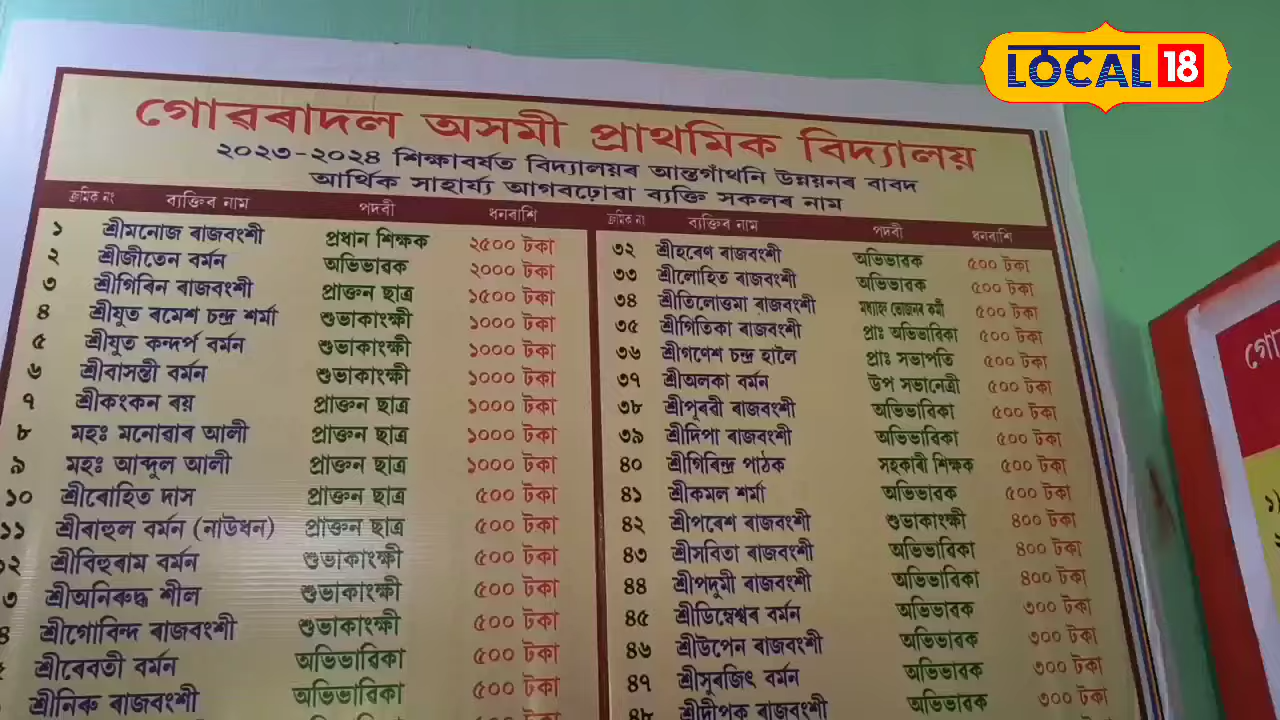 LOCAL 18
গোৱৰাদল অসমী প্ৰাথমিক বিদ্যালয়
২০২৩-২০২৪ শিক্ষাবৰ্ষত বিদ্যালয়ৰ আন্তগাঁথনি উন্নয়নৰ বাবদ
আৰ্থিক সাহাৰ্য্য আগবঢ়োৱা ব্যক্তি সকলৰ নাম
ক্ৰমিক নং ব্যক্তিৰ নাম পদবী ধনৰাশি
১ শ্ৰীমনোজ ৰাজবংশী প্ৰধান শিক্ষক ২৫০০ টকা
২ শ্ৰীজীতেন বৰ্মন অভিভাৱক ২০০০ টকা
৩ শ্ৰীগিৰিন ৰাজবংশী প্ৰাক্তন ছাত্ৰ ১৫০০ টকা
৪ শ্ৰীযুত ৰমেশ চন্দ্ৰ শৰ্মা শুভাকাংক্ষী ১০০০ টকা
৫ শ্ৰীযুত কন্দৰ্প বৰ্মন শুভাকাংক্ষী ১০০০ টকা
৬ শ্ৰীবাসন্তী বৰ্মন শুভাকাংক্ষী ১০০০ টকা
৭ শ্ৰীকংকন ৰয় প্ৰাক্তন ছাত্ৰ ১০০০ টকা
৮ মহঃ মনোৱাৰ আলী প্ৰাক্তন ছাত্ৰ ১০০০ টকা
৯ মহঃ আব্দুল আলী প্ৰাক্তন ছাত্ৰ ১০০০ টকা
১০ শ্ৰীৰোহিত দাস প্ৰাক্তন ছাত্ৰ ৫০০ টকা
১১ শ্ৰীৰাহুল বৰ্মন (নাউধন) প্ৰাক্তন ছাত্ৰ ৫০০ টকা
১২ শ্ৰীবিহুৰাম বৰ্মন শুভাকাংক্ষী ৫০০ টকা
৩ শ্ৰীঅনিৰুদ্ধ শীল শুভাকাংক্ষী ৫০০ টকা
৪ শ্ৰীগোবিন্দ ৰাজবংশী শুভাকাংক্ষী ৫০০ টকা
শ্ৰীৰেবতী বৰ্মন অভিভাৱিকা ৫০০ টকা
শ্ৰীনিৰু ৰাজবংশী অভিভাৱিকা ৫০০ টকা
ক্ৰমিক নং ব্যক্তিৰ নাম পদবী ধনৰাশি
৩২ শ্ৰীহৰেণ ৰাজবংশী অভিভাৱক ৫০০ টকা
৩৩ শ্ৰীলোহিত ৰাজবংশী অভিভাৱক ৫০০ টকা
৩৪ শ্ৰীতিলোত্তমা ৰাজবংশী মধ্যাহ্ন ভোজনৰ কৰ্মী ৫০০ টকা
৩৫ শ্ৰীগিতিকা ৰাজবংশী প্ৰাঃ অভিভাৱিকা ৫০০ টকা
৩৬ শ্ৰীগণেশ চন্দ্ৰ হালৈ প্ৰাঃ সভাপতি ৫০০ টকা
৩৭ শ্ৰীঅলকা বৰ্মন উপ সভানেত্ৰী ৫০০ টকা
৩৮ শ্ৰীপূৰবী ৰাজবংশী অভিভাৱিকা ৫০০ টকা
৩৯ শ্ৰীদিপা ৰাজবংশী অভিভাৱিকা ৫০০ টকা
৪০ শ্ৰীগিৰিন্দ্ৰ পাঠক সহকাৰী শিক্ষক ৫০০ টকা
৪১ শ্ৰীকমল শৰ্মা অভিভাৱক ৫০০ টকা
৪২ শ্ৰীপৰেশ ৰাজবংশী শুভাকাংক্ষী ৪০০ টকা
৪৩ শ্ৰীসবিতা ৰাজবংশী অভিভাৱিকা ৪০০ টকা
৪৪ শ্ৰীপদুমী ৰাজবংশী অভিভাৱিকা ৪০০ টকা
৪৫ শ্ৰীডিম্বেশ্বৰ বৰ্মন অভিভাৱক ৩০০ টকা
৪৬ শ্ৰীউপেন ৰাজবংশী অভিভাৱক ৩০০ টকা
৪৭ শ্ৰীসুৰজিৎ বৰ্মন অভিভাৱক ৩০০ টকা
৪৮ শ্ৰীদীপক ৰাজবংশী অভিভাৱক ৩০০ টকা
গো